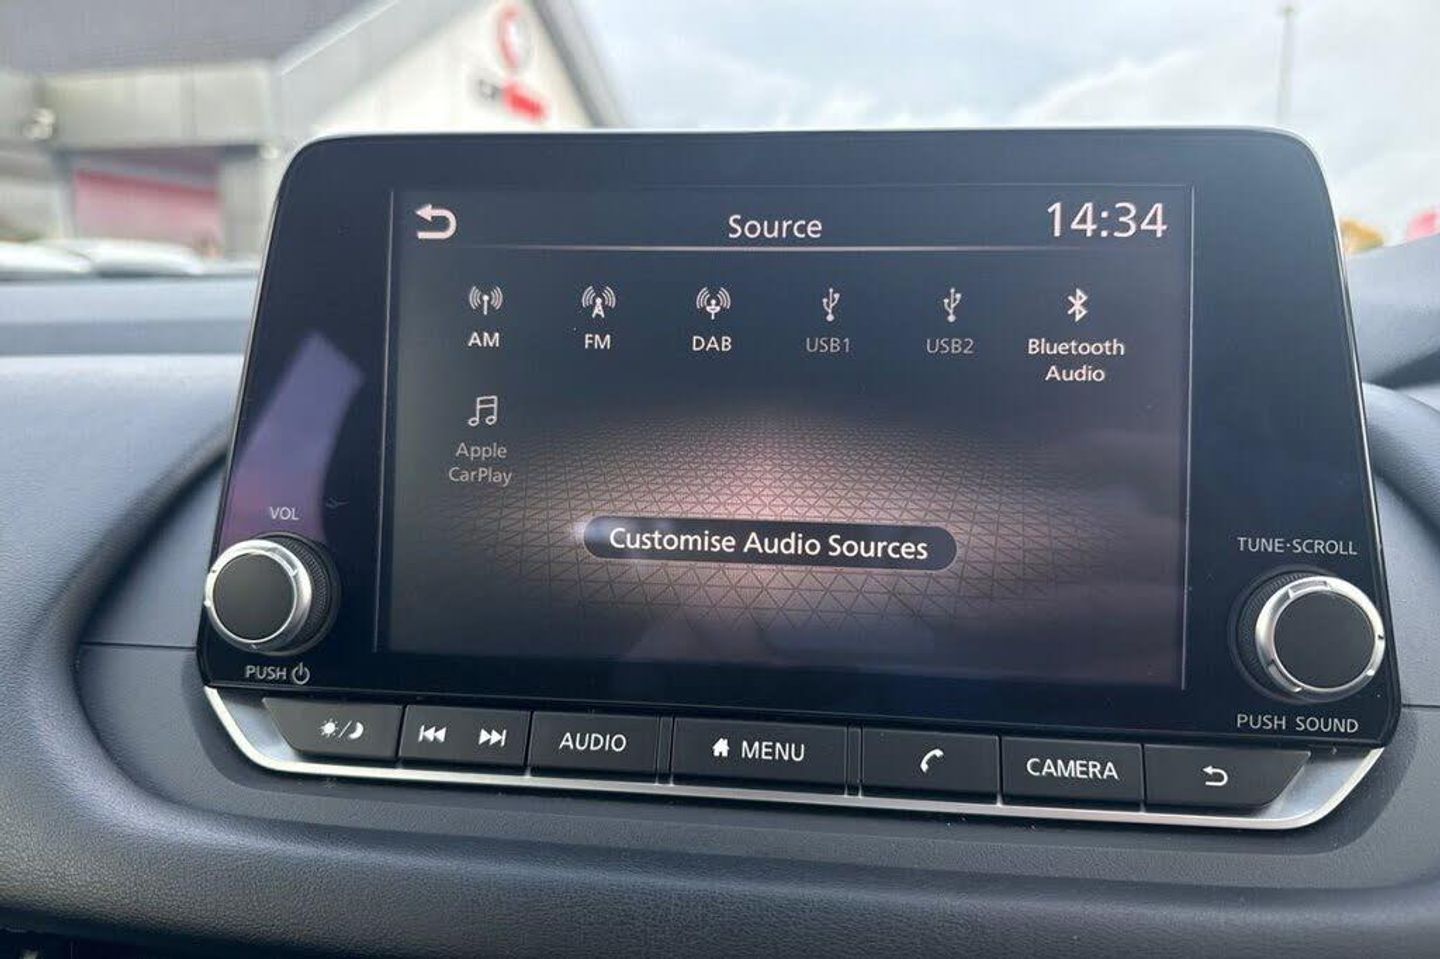 Source
14:34
AM
FM
DAB
USB1
USB2
Bluetooth
Audio
Apple
CarPlay
Customise Audio Sources
VOL
PUSH
TUNE·SCROLL
PUSH SOUND
AUDIO
MENU
CAMERA